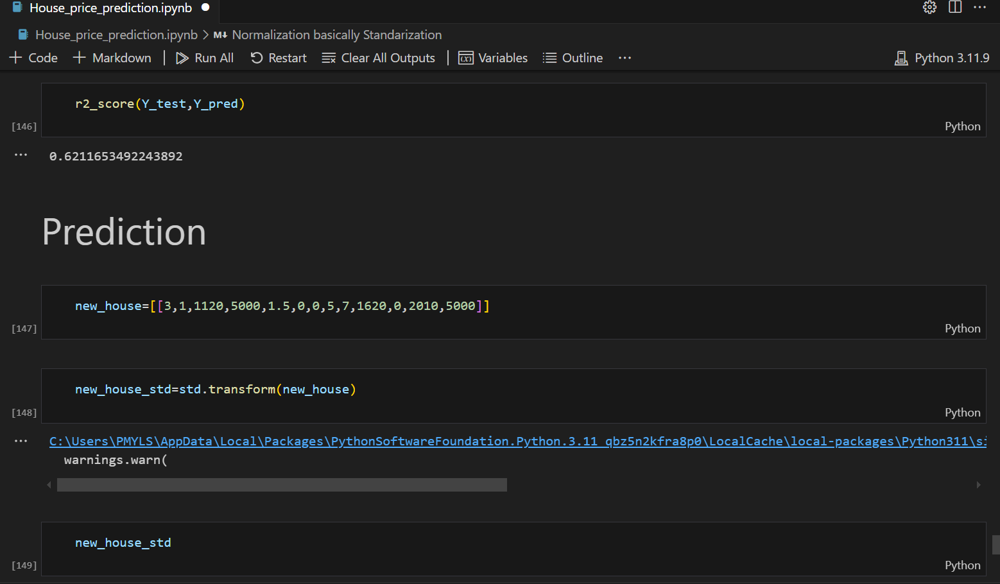 House_price_prediction.ipynb
House_price_prediction.ipynb > M↓ Normalization basically Standarization
+ Code + Markdown | Run All Restart Clear All Outputs | Variables Outline ··· Python 3.11.9
r2_score(Y_test,Y_pred)
[146] Python
··· 0.6211653492243892
Prediction
new_house=[[3,1,1120,5000,1.5,0,0,5,7,1620,0,2010,5000]]
[147] Python
new_house_std=std.transform(new_house)
[148] Python
··· C:\Users\PMYLS\AppData\Local\Packages\PythonSoftwareFoundation.Python.3.11_qbz5n2kfra8p0\LocalCache\local-packages\Python311\si
warnings.warn(
new_house_std
[149] Python